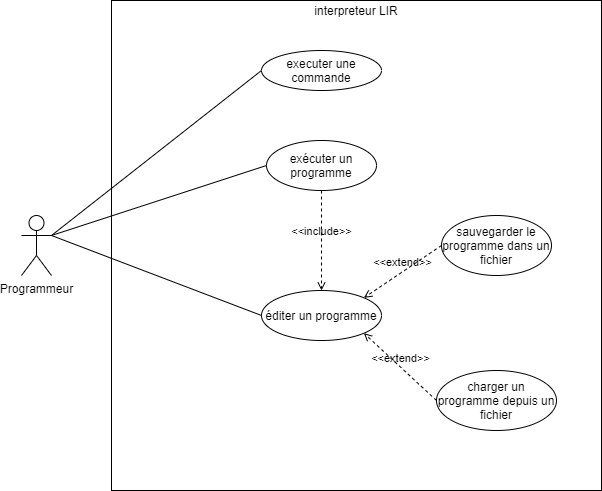 interpreteur LIR
executer une
commande
exécuter un
programme
<<include>>
sauvegarder le
programme dans un
fichier
<<extend>>
Programmeur
éditer un programme
<<extend>>
charger un
programme depuis un
fichier